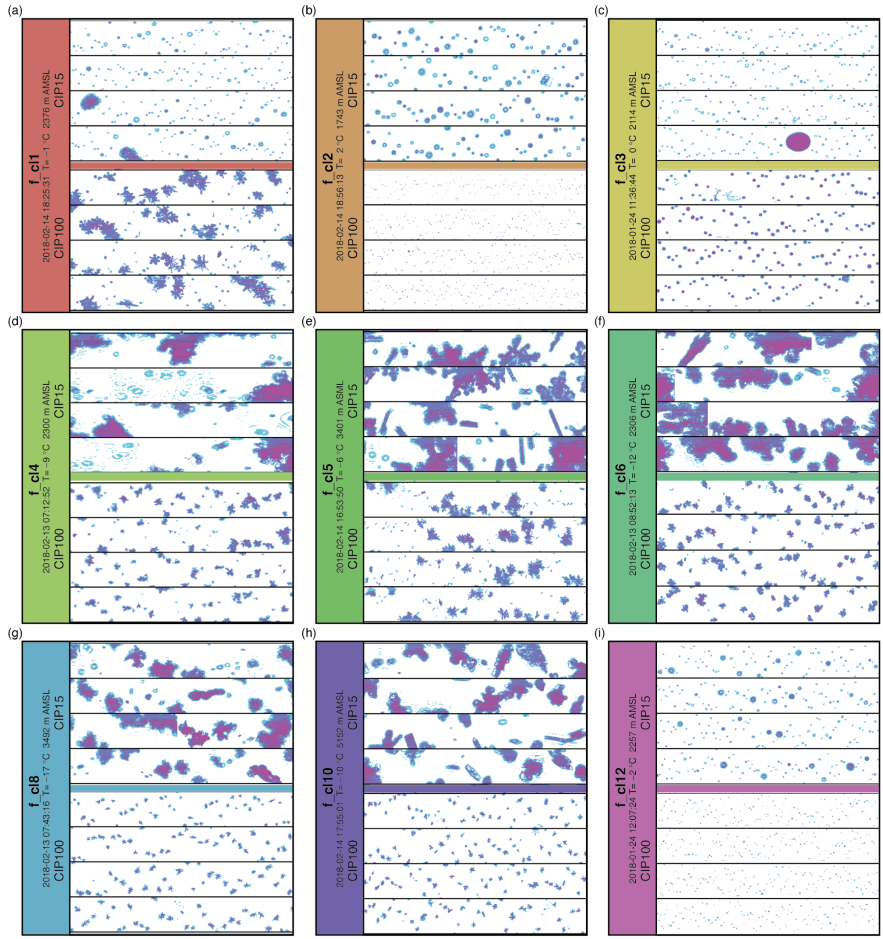 (a)
f_cl1
2018-02-14 18:25:31 T= −1 °C 2376 m AMSL
CIP100 CIP15
(b)
f_cl2
2018-02-14 18:56:13 T= 2 °C 1743 m AMSL
CIP100 CIP15
(c)
f_cl3
2018-01-24 11:36:44 T= 0 °C 2114 m AMSL
CIP100 CIP15
(d)
f_cl4
2018-02-13 07:12:52 T= −9 °C 2300 m AMSL
CIP100 CIP15
(e)
f_cl5
2018-02-14 16:53:50 T= −6 °C 3401 m ASML
CIP100 CIP15
(f)
f_cl6
2018-02-13 08:52:13 T= −12 °C 2306 m AMSL
CIP100 CIP15
(g)
f_cl8
2018-02-13 07:43:16 T= −17 °C 3492 m AMSL
CIP100 CIP15
(h)
f_cl10
2018-02-14 17:55:01 T= −10 °C 5152 m AMSL
CIP100 CIP15
(i)
f_cl12
2018-01-24 12:07:24 T= −2 °C 2257 m AMSL
CIP100 CIP15